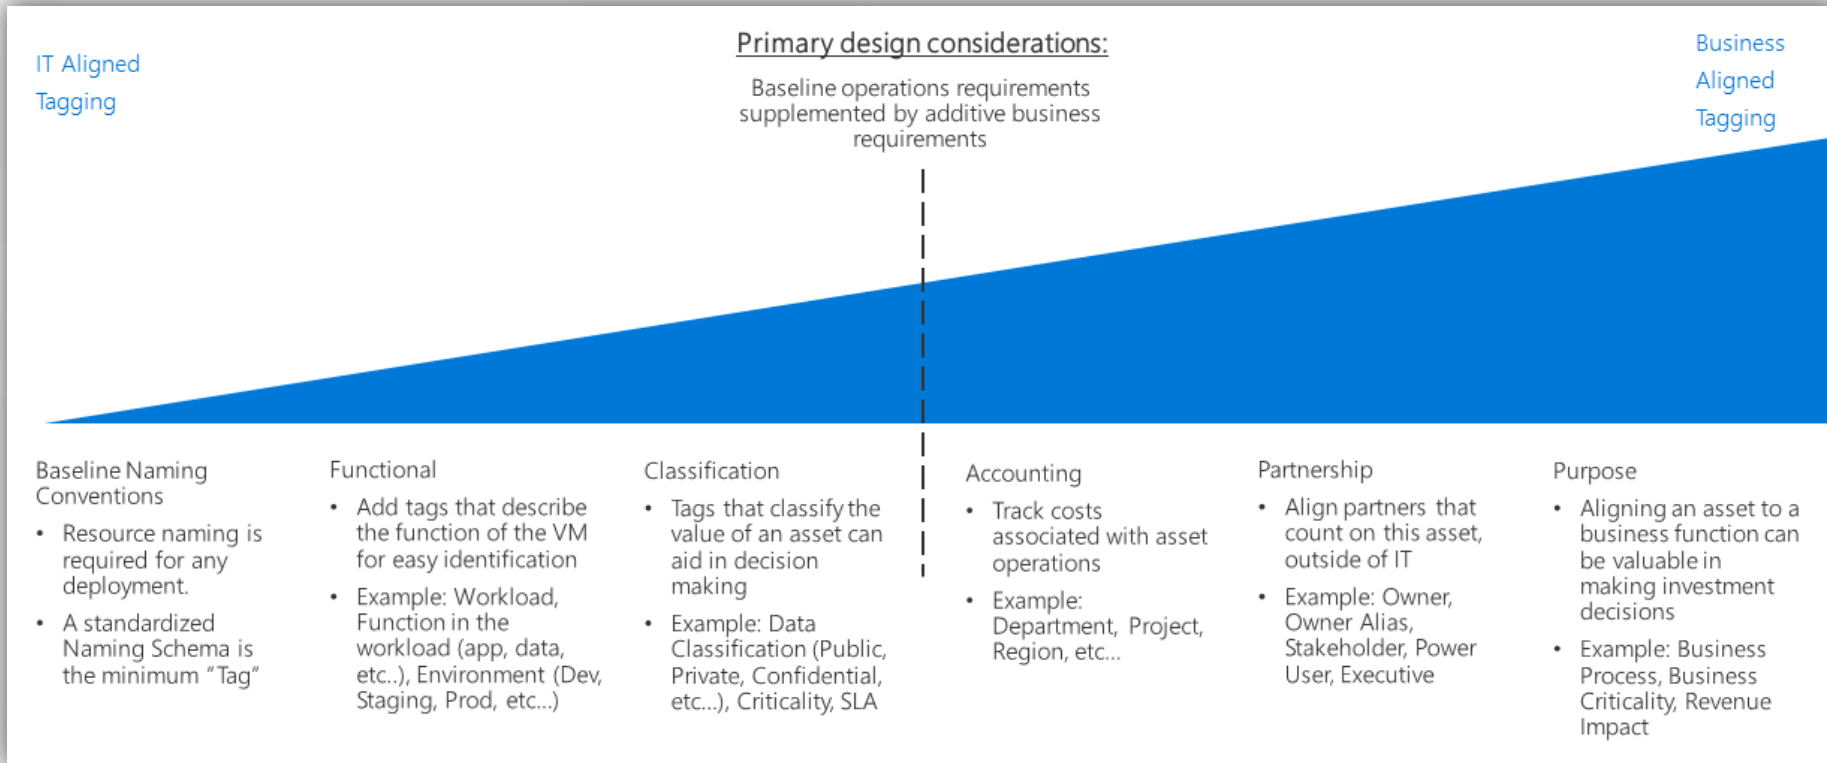 IT Aligned
Tagging
Primary design considerations:
Baseline operations requirements
supplemented by additive business
requirements
Business
Aligned
Tagging
Baseline Naming
Conventions
• Resource naming is
required for any
deployment.
• A standardized
Naming Schema is
the minimum “Tag”
Functional
• Add tags that describe
the function of the VM
for easy identification
• Example: Workload,
Function in the
workload (app, data,
etc..), Environment (Dev,
Staging, Prod, etc...)
Classification
• Tags that classify the
value of an asset can
aid in decision
making
• Example: Data
Classification (Public,
Private, Confidential,
etc...), Criticality, SLA
Accounting
• Track costs
associated with asset
operations
• Example:
Department, Project,
Region, etc...
Partnership
• Align partners that
count on this asset,
outside of IT
• Example: Owner,
Owner Alias,
Stakeholder, Power
User, Executive
Purpose
• Aligning an asset to a
business function can
be valuable in
making investment
decisions
• Example: Business
Process, Business
Criticality, Revenue
Impact